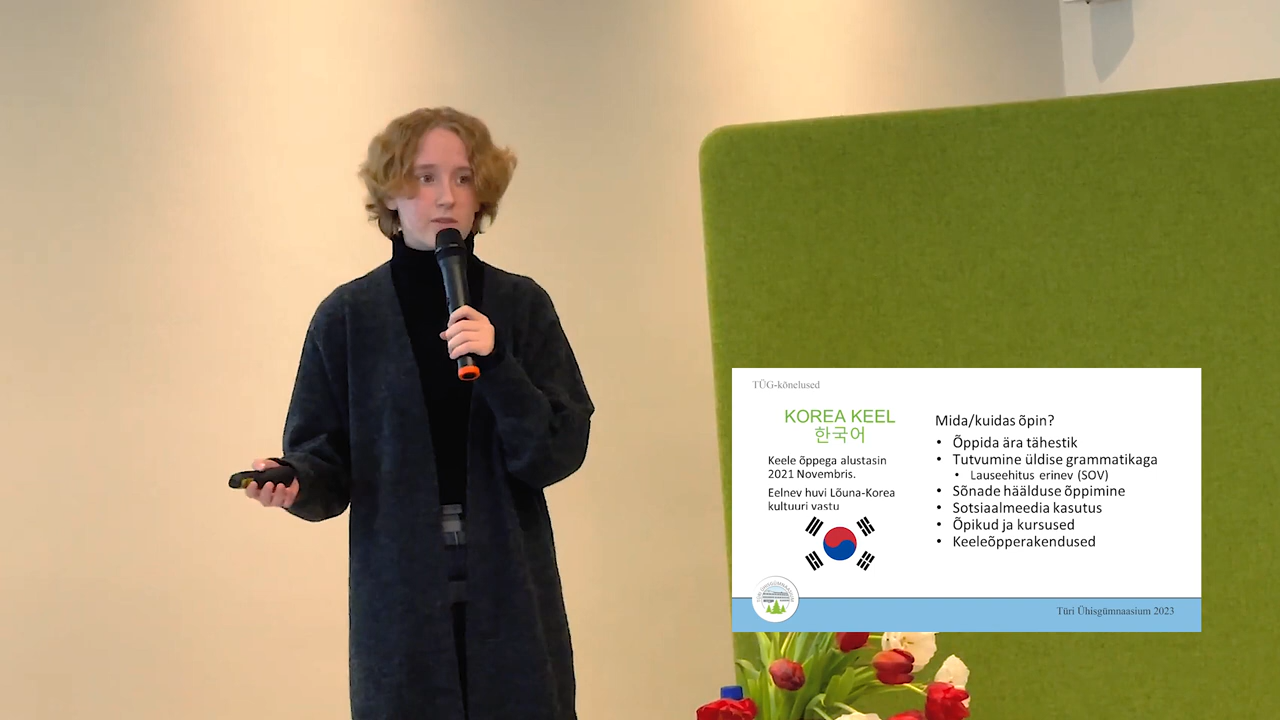 TÜG-kõnelused
KOREA KEEL
한국어
Keele õppega alustasin
2021 Novembris.
Eelnev huvi Lõuna-Korea
kultuuri vastu
Mida/kuidas õpin?
• Õppida ära tähestik
• Tutvumine üldise grammatikaga
• Lauseehitus erinev (SOV)
• Sõnade häälduse õppimine
• Sotsiaalmeedia kasutus
• Õpikud ja kursused
• Keeleõpperakendused
Türi Ühisgümnaasium 2023